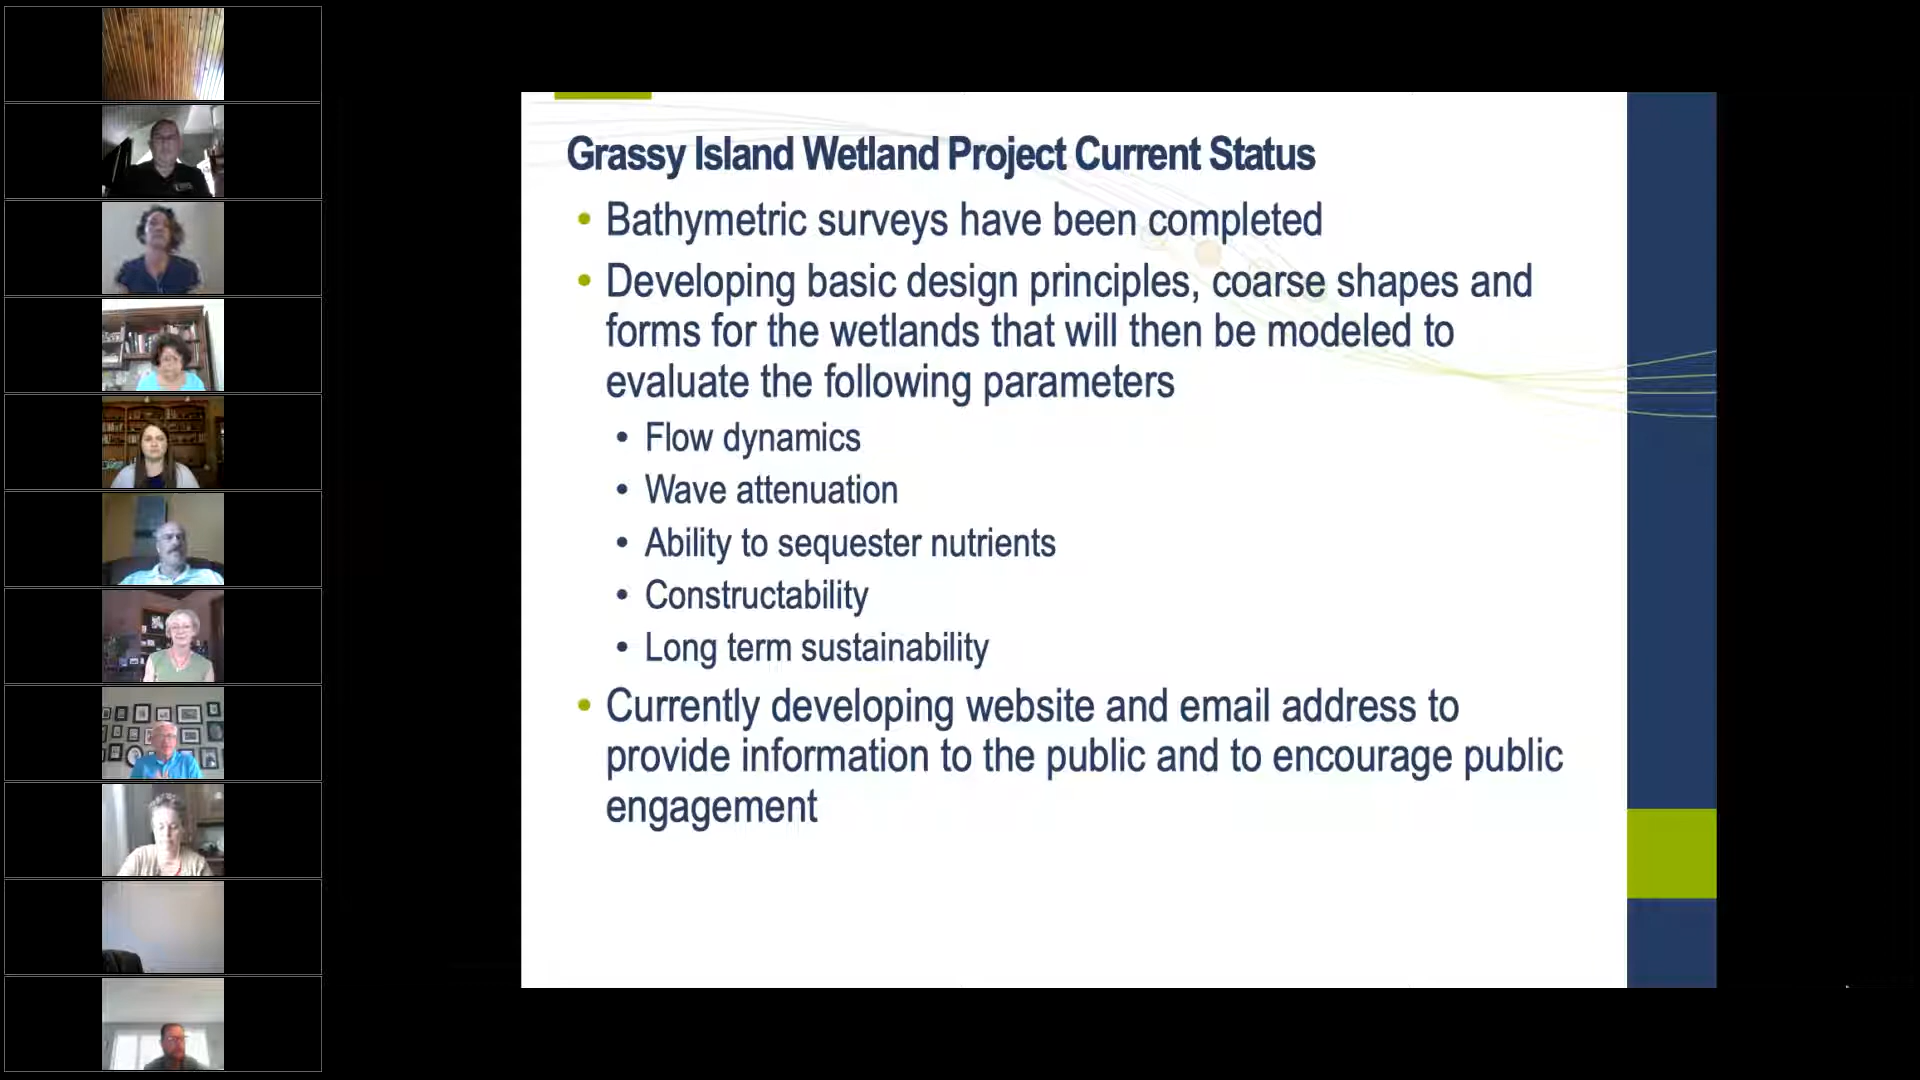 Grassy Island Wetland Project Current Status
• Bathymetric surveys have been completed
• Developing basic design principles, coarse shapes and
forms for the wetlands that will then be modeled to
evaluate the following parameters
• Flow dynamics
• Wave attenuation
• Ability to sequester nutrients
• Constructability
• Long term sustainability
• Currently developing website and email address to
provide information to the public and to encourage public
engagement